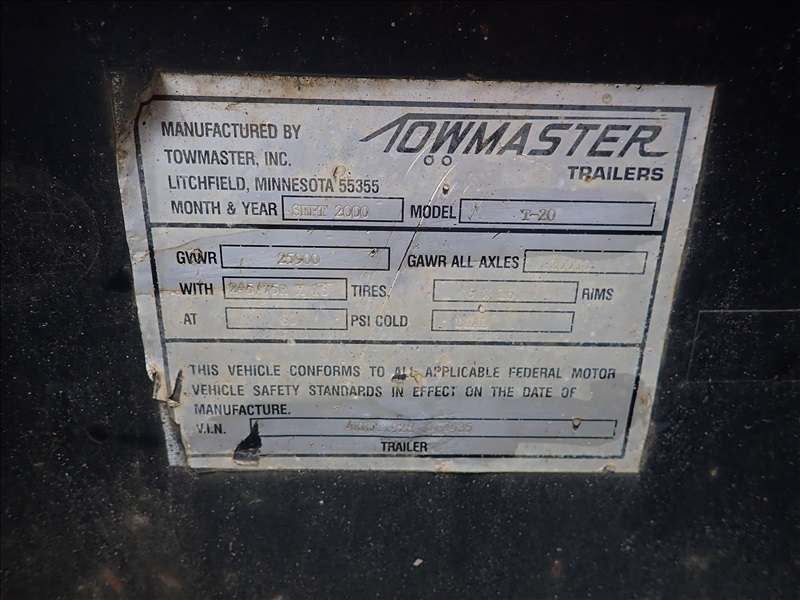 MANUFACTURED BY
TOWMASTER, INC.
LITCHFIELD, MINNESOTA 55355
TOWMASTER
TRAILERS
MONTH & YEAR SEPT 2000 MODEL T-20
GVWR 25900 GAWR ALL AXLES
WITH TIRES, RIMS
AT PSI COLD
THIS VEHICLE CONFORMS TO ALL APPLICABLE FEDERAL MOTOR
VEHICLE SAFETY STANDARDS IN EFFECT ON THE DATE OF
MANUFACTURE.
V.I.N.
TRAILER